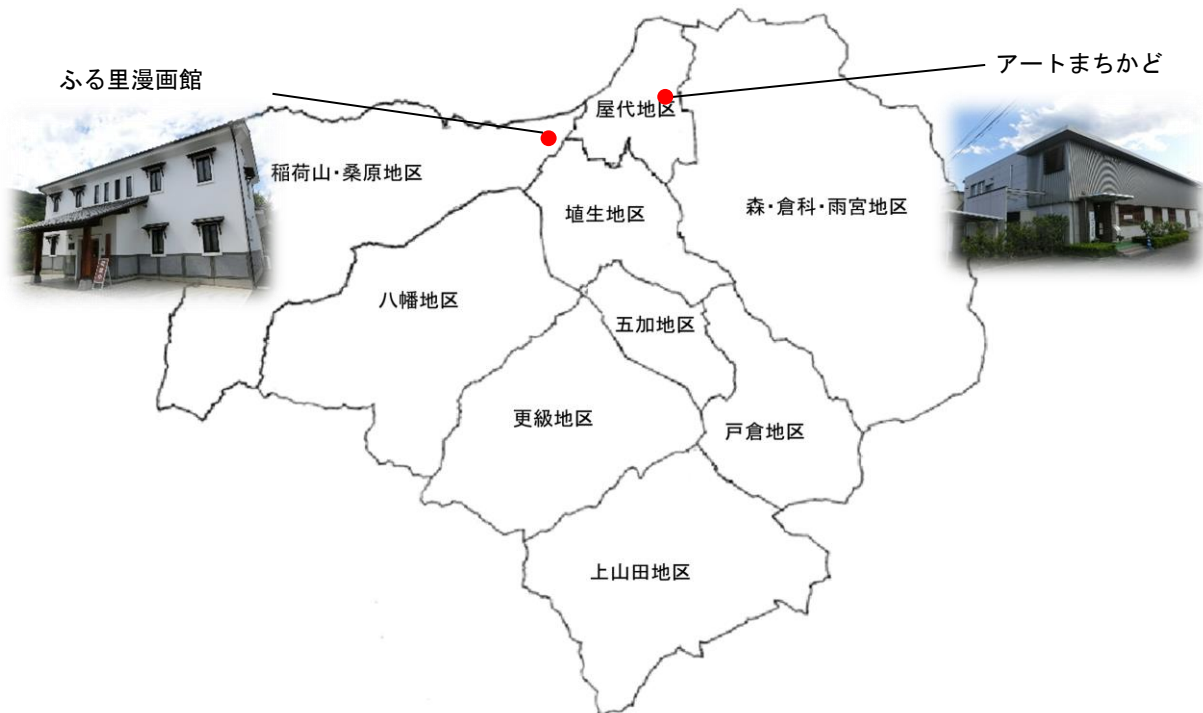 ふる里漫画館
アートまちかど
屋代地区
稲荷山・桑原地区
埴生地区
森・倉科・雨宮地区
八幡地区
五加地区
更級地区
戸倉地区
上山田地区